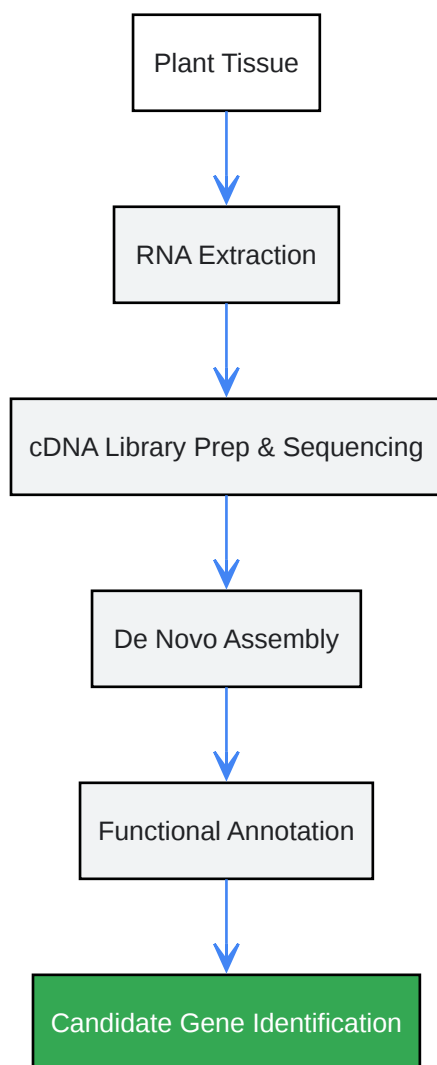 Plant Tissue
RNA Extraction
cDNA Library Prep & Sequencing
De Novo Assembly
Functional Annotation
Candidate Gene Identification